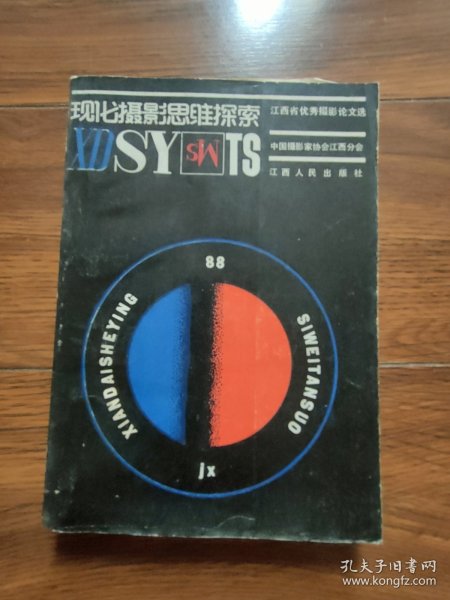 现代摄影思维探索
江西省优秀摄影论文选
XDSY SW TS
中国摄影家协会江西分会
江西人民出版社
88
XIANDAISHEYING
SIWEITANSUO
jx
孔夫子旧书网
www.kongfz.com